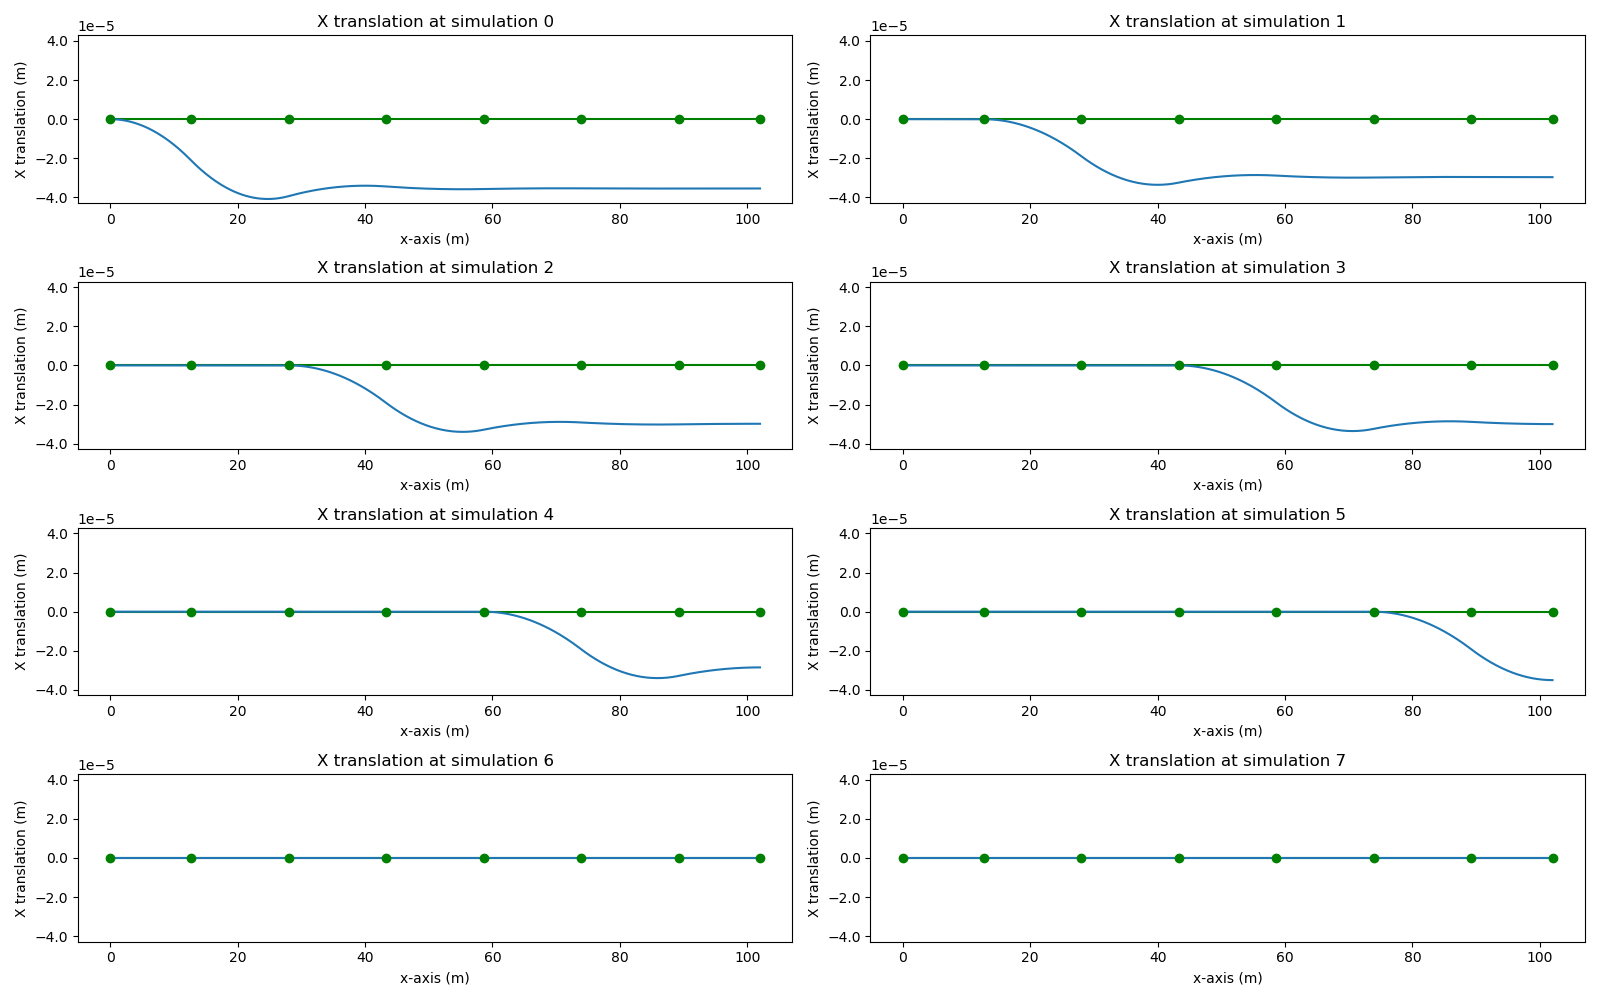 X translation at simulation 0
1e−5
X translation (m)
4.0
2.0
0.0
−2.0
−4.0
0 20 40 60 80 100
x-axis (m)
X translation at simulation 1
1e−5
X translation (m)
4.0
2.0
0.0
−2.0
−4.0
0 20 40 60 80 100
x-axis (m)
X translation at simulation 2
1e−5
X translation (m)
4.0
2.0
0.0
−2.0
−4.0
0 20 40 60 80 100
x-axis (m)
X translation at simulation 3
1e−5
X translation (m)
4.0
2.0
0.0
−2.0
−4.0
0 20 40 60 80 100
x-axis (m)
X translation at simulation 4
1e−5
X translation (m)
4.0
2.0
0.0
−2.0
−4.0
0 20 40 60 80 100
x-axis (m)
X translation at simulation 5
1e−5
X translation (m)
4.0
2.0
0.0
−2.0
−4.0
0 20 40 60 80 100
x-axis (m)
X translation at simulation 6
1e−5
X translation (m)
4.0
2.0
0.0
−2.0
−4.0
0 20 40 60 80 100
x-axis (m)
X translation at simulation 7
1e−5
X translation (m)
4.0
2.0
0.0
−2.0
−4.0
0 20 40 60 80 100
x-axis (m)